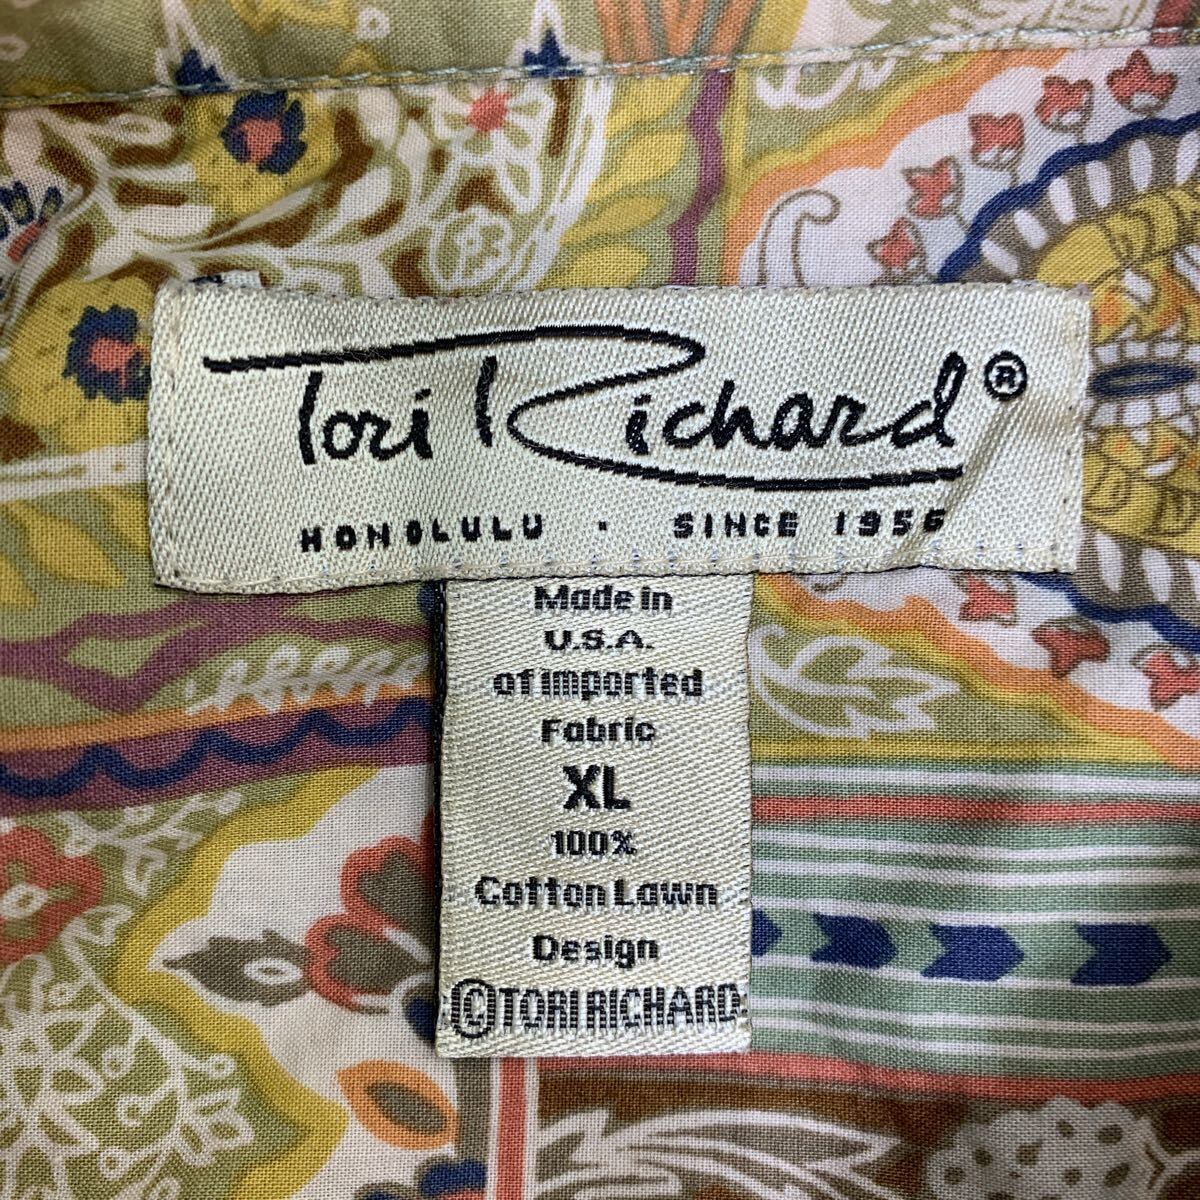 Tori Richard®
HONOLULU · SINCE 1956
Made in
U.S.A.
of imported
Fabric
XL
100%
Cotton Lawn
Design
©TORI RICHARD